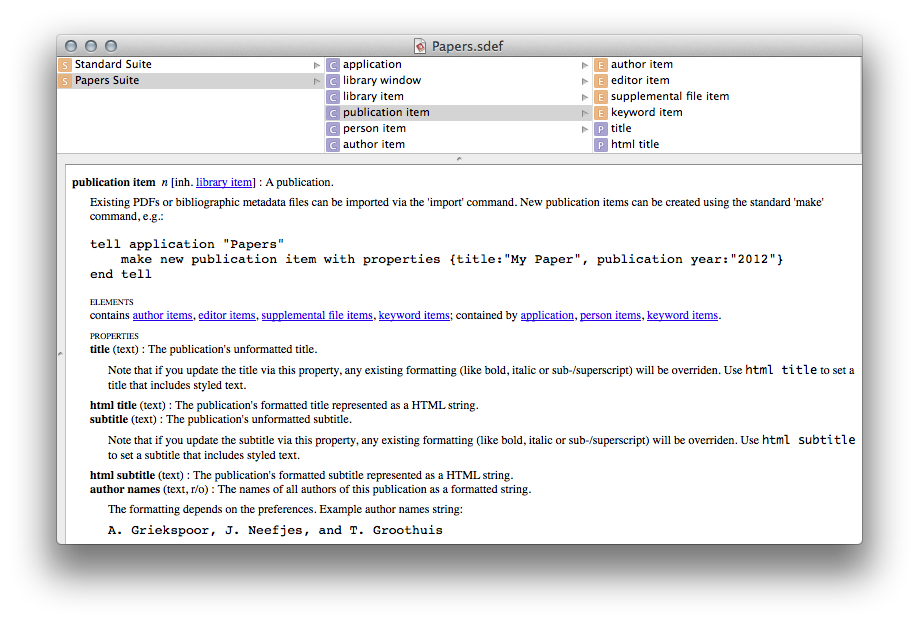 Papers.sdef
S Standard Suite
S Papers Suite
C application
C library window
C library item
C publication item
C person item
C author item
E author item
E editor item
E supplemental file item
E keyword item
P title
P html title
publication item n [inh. library item] : A publication.
Existing PDFs or bibliographic metadata files can be imported via the 'import' command. New publication items can be created using the standard 'make'
command, e.g.:
tell application "Papers"
make new publication item with properties {title:"My Paper", publication year:"2012"}
end tell
ELEMENTS
contains author items, editor items, supplemental file items, keyword items; contained by application, person items, keyword items.
PROPERTIES
title (text) : The publication's unformatted title.
Note that if you update the title via this property, any existing formatting (like bold, italic or sub-/superscript) will be overriden. Use html title to set a
title that includes styled text.
html title (text) : The publication's formatted title represented as a HTML string.
subtitle (text) : The publication's unformatted subtitle.
Note that if you update the subtitle via this property, any existing formatting (like bold, italic or sub-/superscript) will be overriden. Use html subtitle
to set a subtitle that includes styled text.
html subtitle (text) : The publication's formatted subtitle represented as a HTML string.
author names (text, r/o) : The names of all authors of this publication as a formatted string.
The formatting depends on the preferences. Example author names string:
A. Griekspoor, J. Neefjes, and T. Groothuis